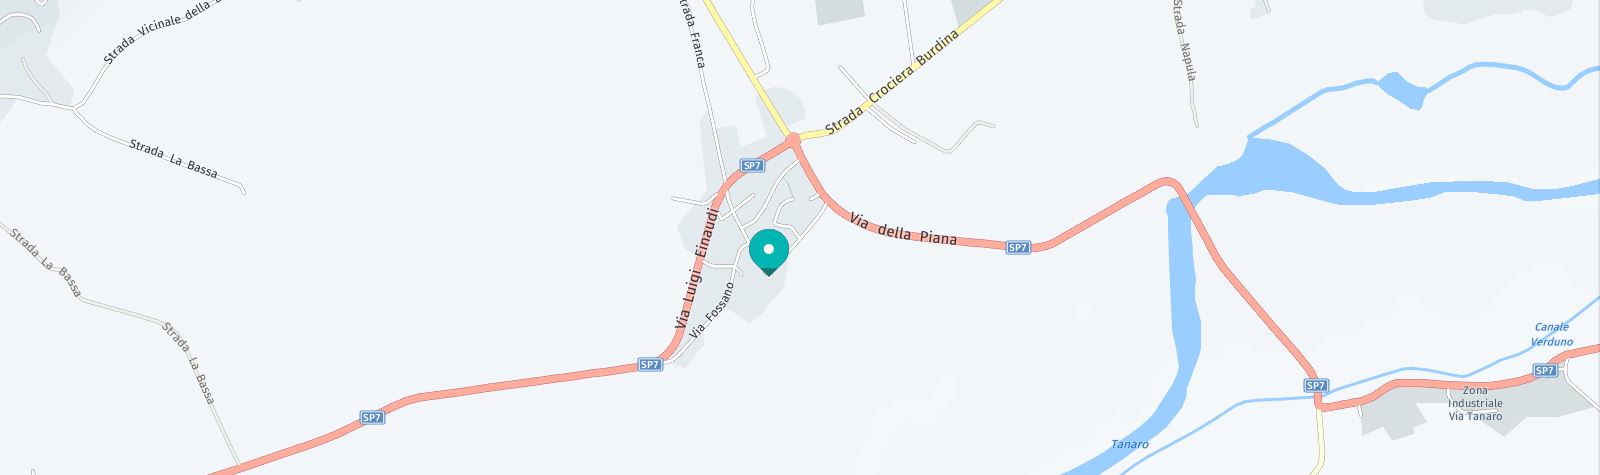 Strada Vicinale della
Strada Franca
Strada Crociera Burdina
Strada Napula
Strada La Bassa
SP7
Via Luigi Einaudi
Via della Piana
SP7
Strada La Bassa
Via Fossano
Strada La Bassa
SP7
SP7
Canale
Verduno
SP7
SP7
Zona
Industriale
Via Tanaro
Tanaro